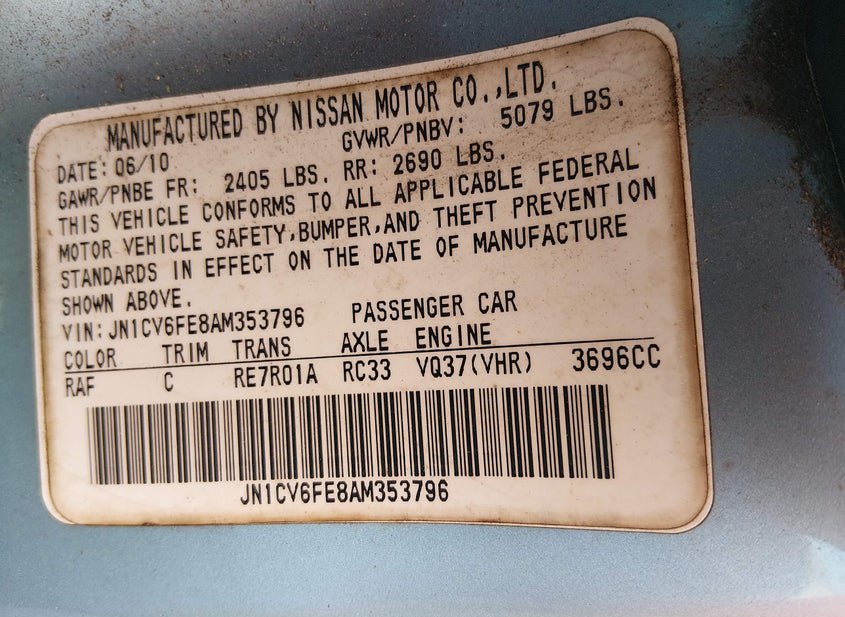 MANUFACTURED BY NISSAN MOTOR CO.,LTD.
DATE: 06/10 GVWR/PNBV: 5079 LBS.
GAWR/PNBE FR: 2405 LBS. RR: 2690 LBS.
THIS VEHICLE CONFORMS TO ALL APPLICABLE FEDERAL
MOTOR VEHICLE SAFETY,BUMPER,AND THEFT PREVENTION
STANDARDS IN EFFECT ON THE DATE OF MANUFACTURE
SHOWN ABOVE.
VIN: JN1CV6FE8AM353796 PASSENGER CAR
COLOR TRIM TRANS AXLE ENGINE
RAF C RE7R01A RC33 VQ37(VHR) 3696CC
JN1CV6FE8AM353796